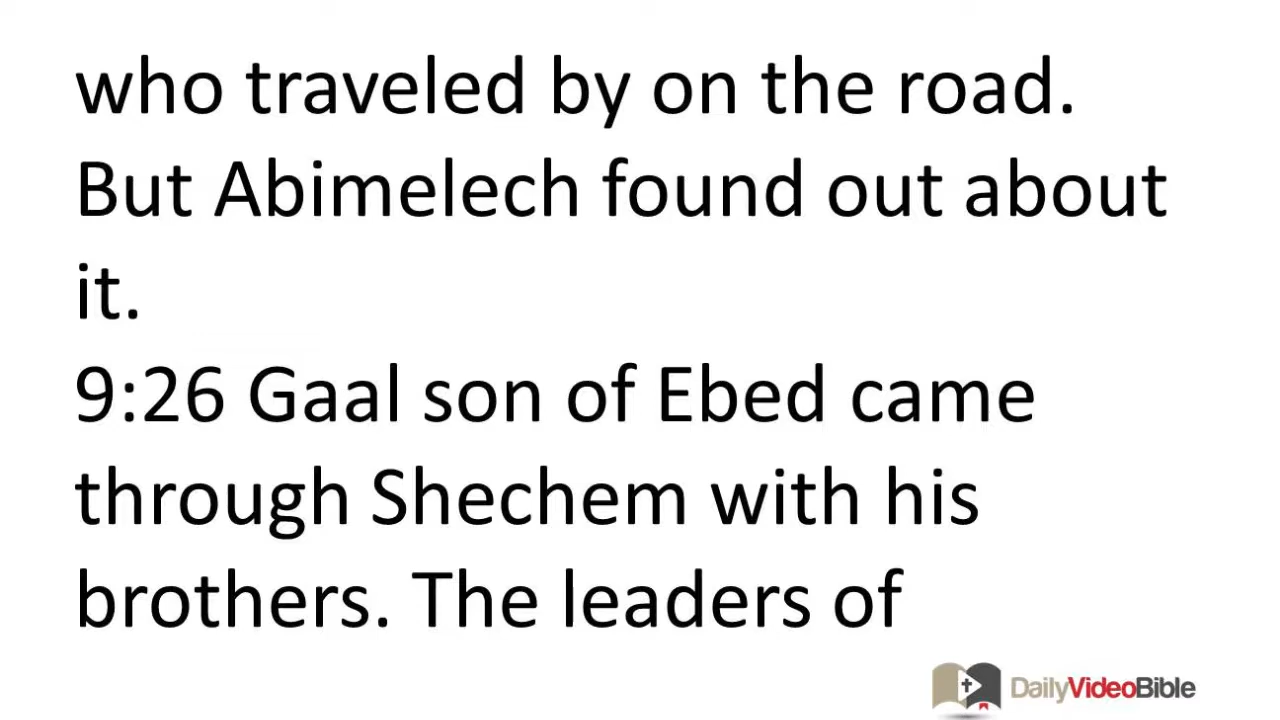 who traveled by on the road.
But Abimelech found out about
it.
9:26 Gaal son of Ebed came
through Shechem with his
brothers. The leaders of
DailyVideoBible